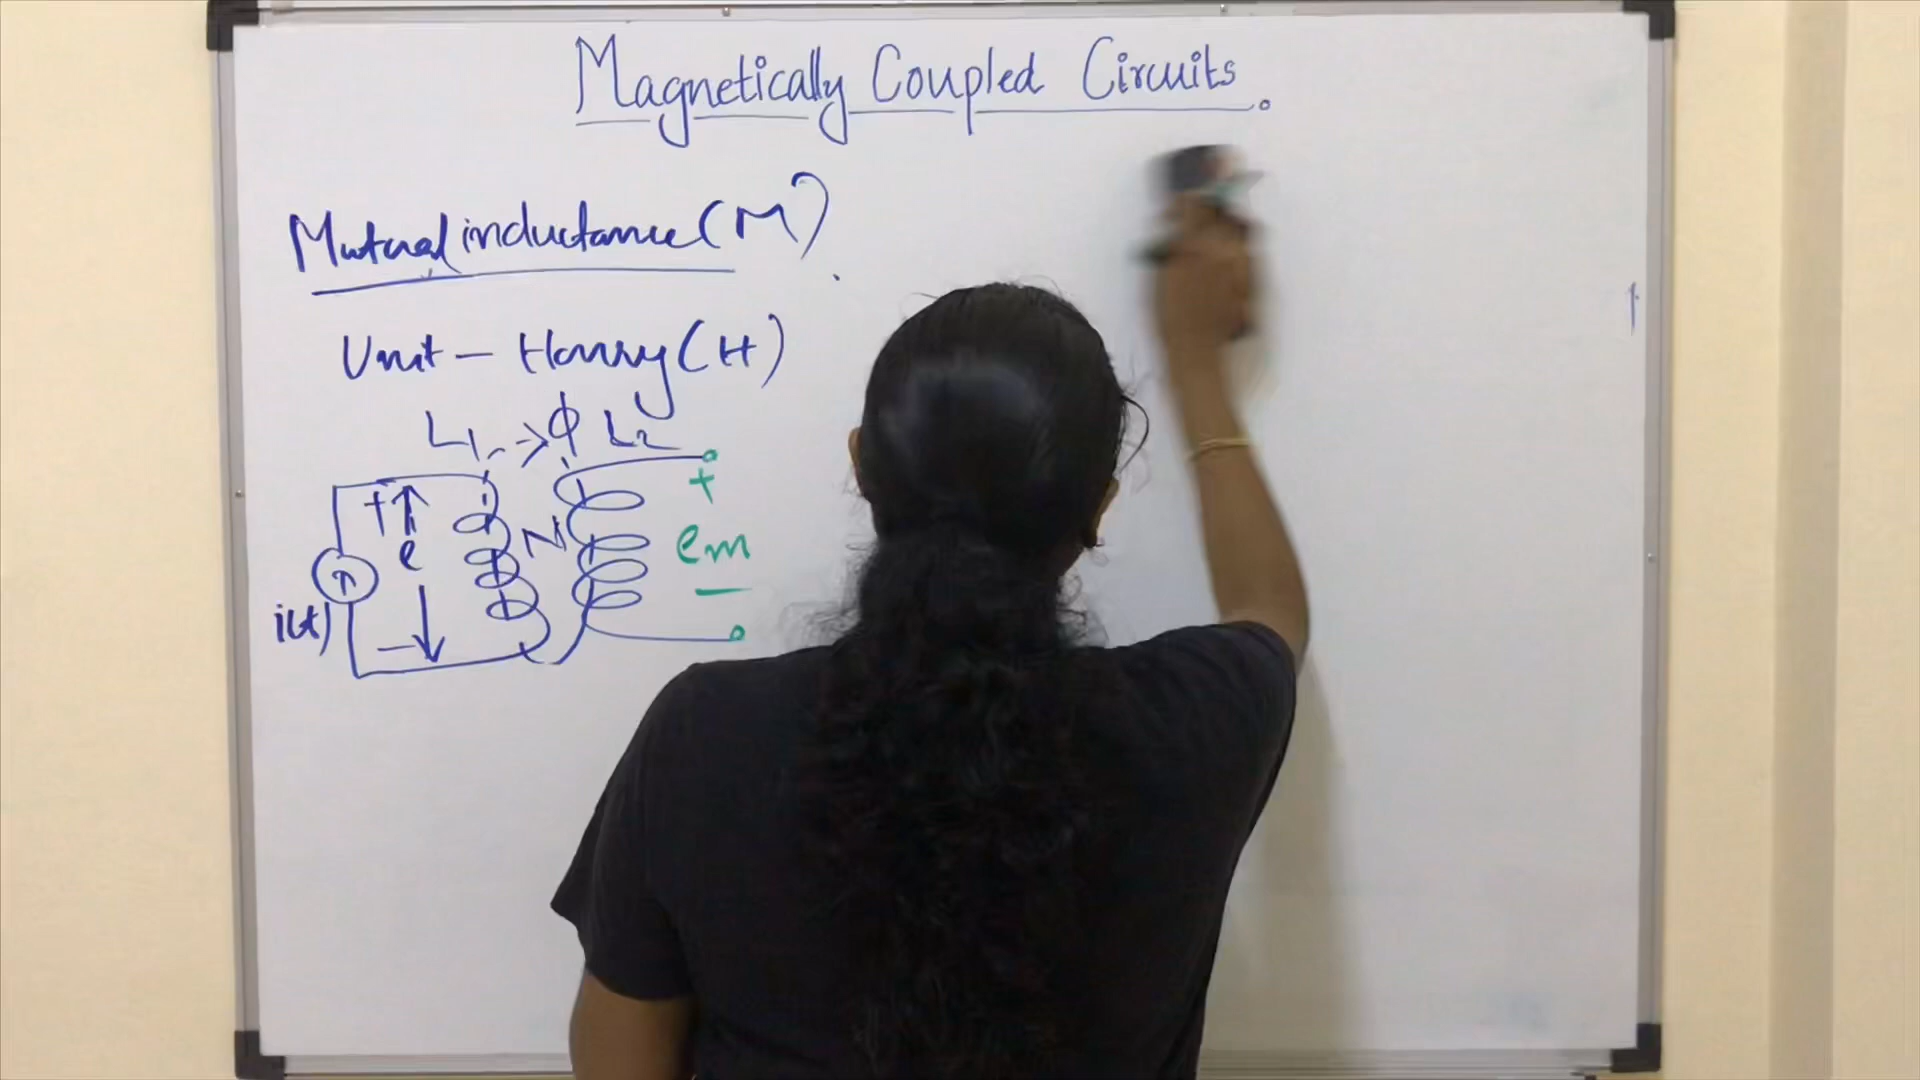 Magnetically Coupled Circuits.
Mutual inductance (M)
Unit - Henry (H)
L1 -> ϕ L2
+ e -
N
+ em -
i(t)